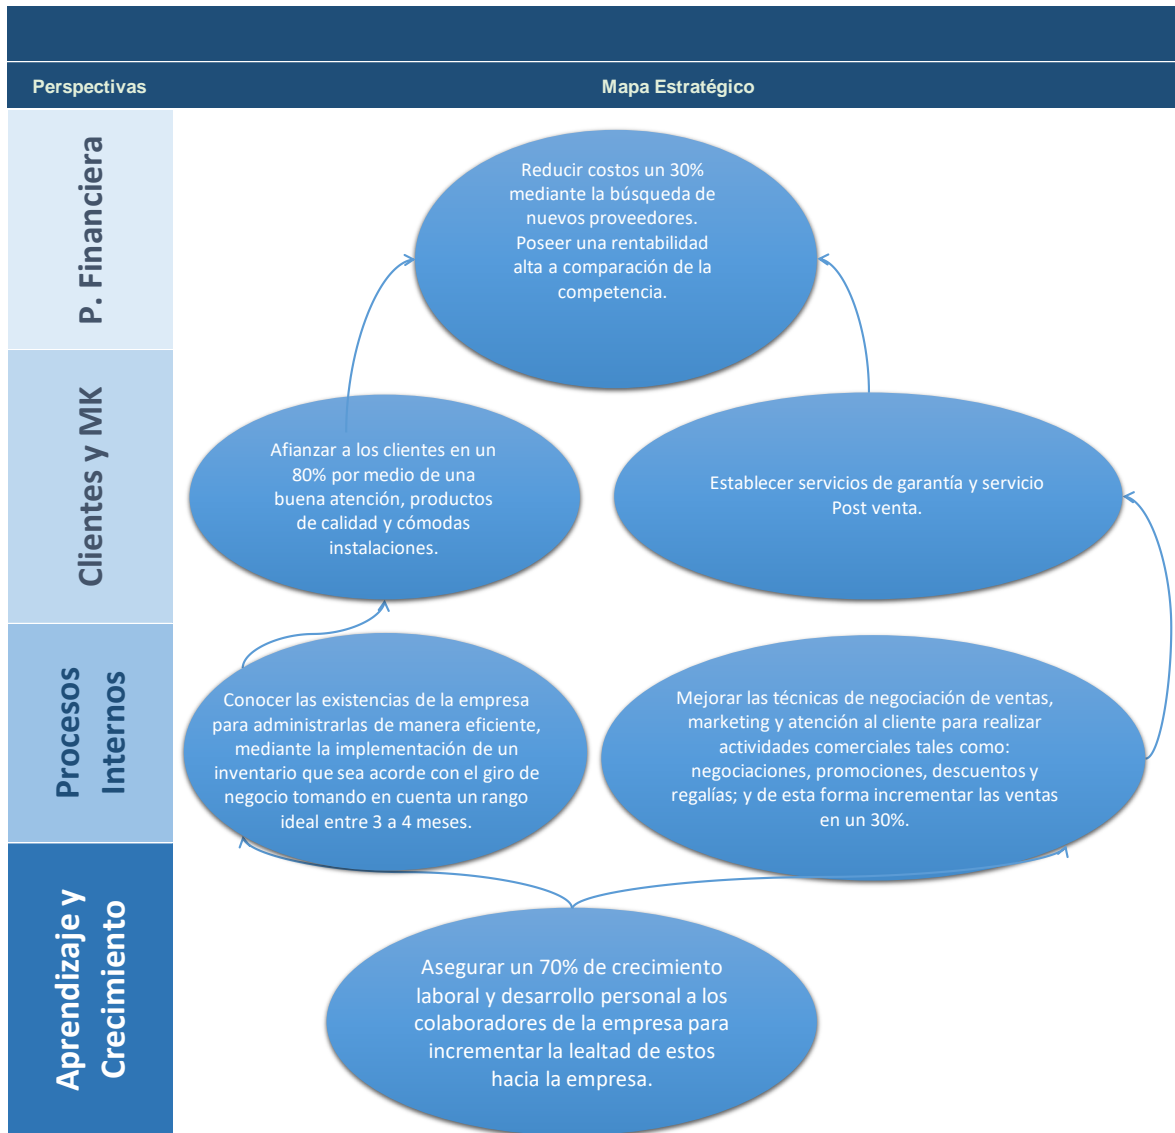 Perspectivas
Mapa Estratégico
P. Financiera
Reducir costos un 30%
mediante la búsqueda de
nuevos proveedores.
Poseer una rentabilidad
alta a comparación de la
competencia.
Clientes y MK
Afianzar a los clientes en un
80% por medio de una
buena atención, productos
de calidad y cómodas
instalaciones.
Establecer servicios de garantía y servicio
Post venta.
Procesos
Internos
Conocer las existencias de la empresa
para administrarlas de manera eficiente,
mediante la implementación de un
inventario que sea acorde con el giro de
negocio tomando en cuenta un rango
ideal entre 3 a 4 meses.
Mejorar las técnicas de negociación de ventas,
marketing y atención al cliente para realizar
actividades comerciales tales como:
negociaciones, promociones, descuentos y
regalías; y de esta forma incrementar las ventas
en un 30%.
Aprendizaje y
Crecimiento
Asegurar un 70% de crecimiento
laboral y desarrollo personal a los
colaboradores de la empresa para
incrementar la lealtad de estos
hacia la empresa.